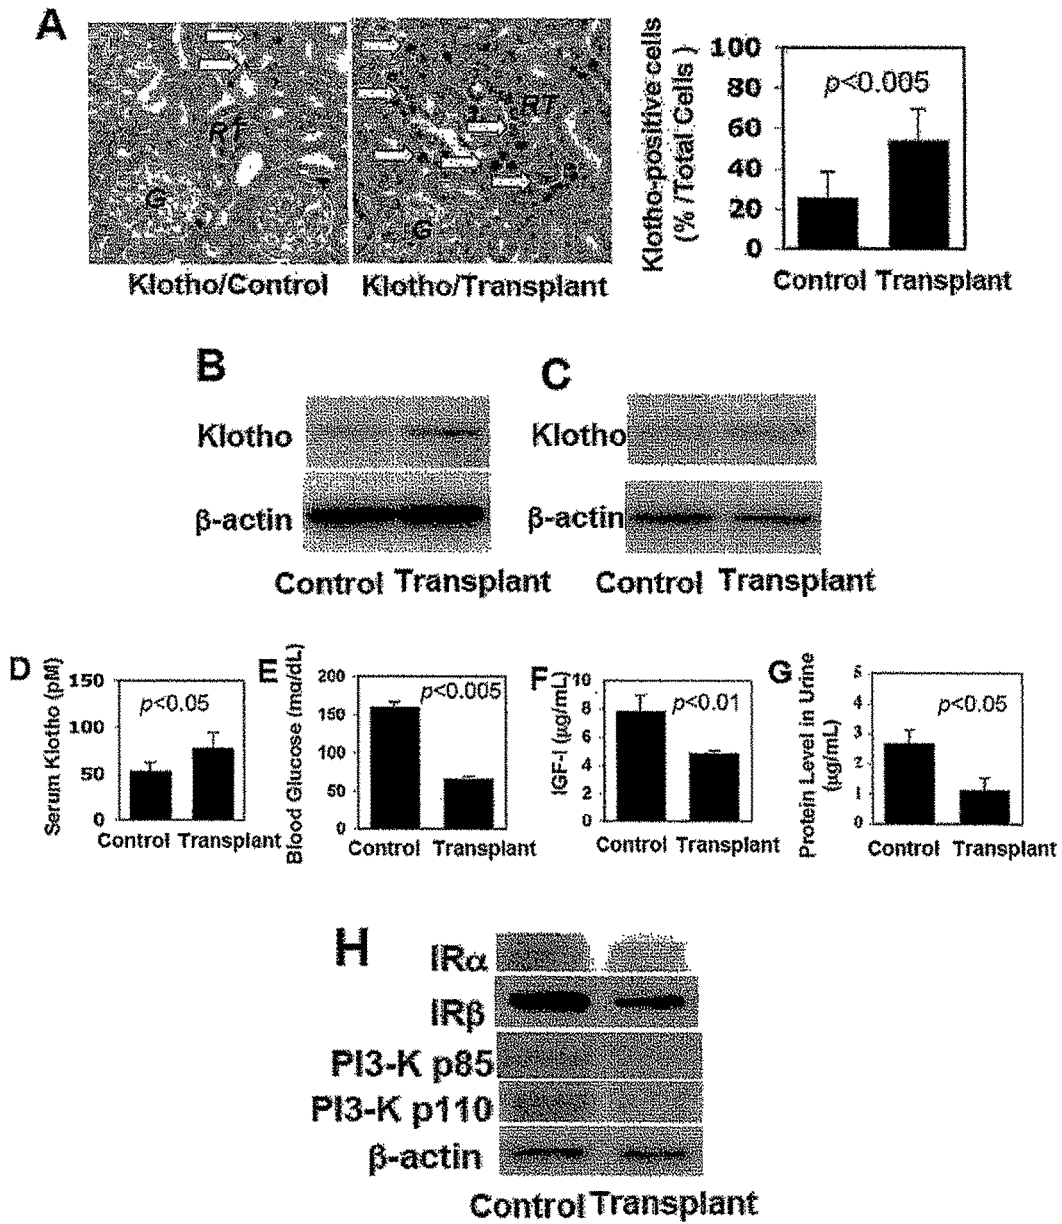 A
RT
G
Klotho/Control
RT
G
Klotho/Transplant
Klotho-positive cells
(% /Total Cells )
100
80
60
40
20
0
p<0.005
Control Transplant
B
Klotho
β-actin
Control Transplant
C
Klotho
β-actin
Control Transplant
D
Serum Klotho (pM)
150
100
50
0
p<0.05
Control Transplant
E
Blood Glucose (mg/dL)
200
150
100
50
0
p<0.005
Control Transplant
F
IGF-I (µg/mL)
10
8
6
4
2
0
p<0.01
Control Transplant
G
Protein Level in Urine
(µg/mL)
5
4
3
2
1
0
p<0.05
Control Transplant
H
IRα
IRβ
PI3-K p85
PI3-K p110
β-actin
Control Transplant